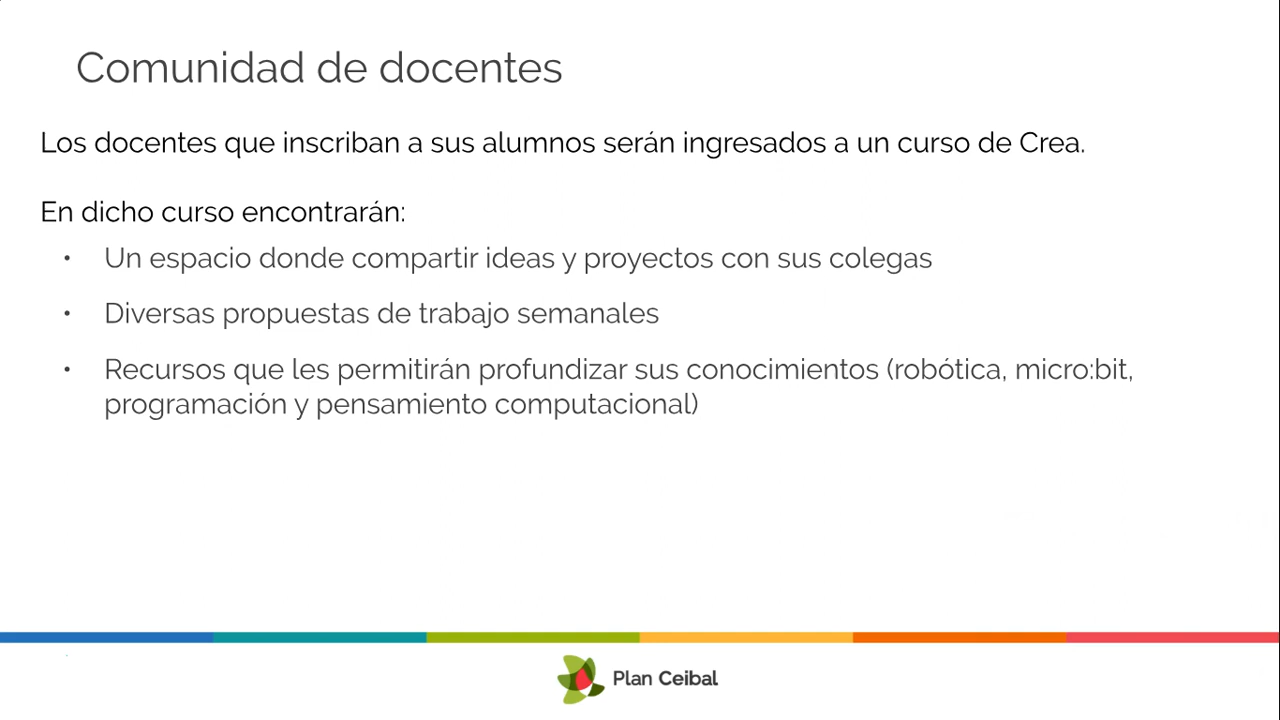 Comunidad de docentes
Los docentes que inscriban a sus alumnos serán ingresados a un curso de Crea.
En dicho curso encontrarán:
• Un espacio donde compartir ideas y proyectos con sus colegas
• Diversas propuestas de trabajo semanales
• Recursos que les permitirán profundizar sus conocimientos (robótica, micro:bit,
programación y pensamiento computacional)
Plan Ceibal